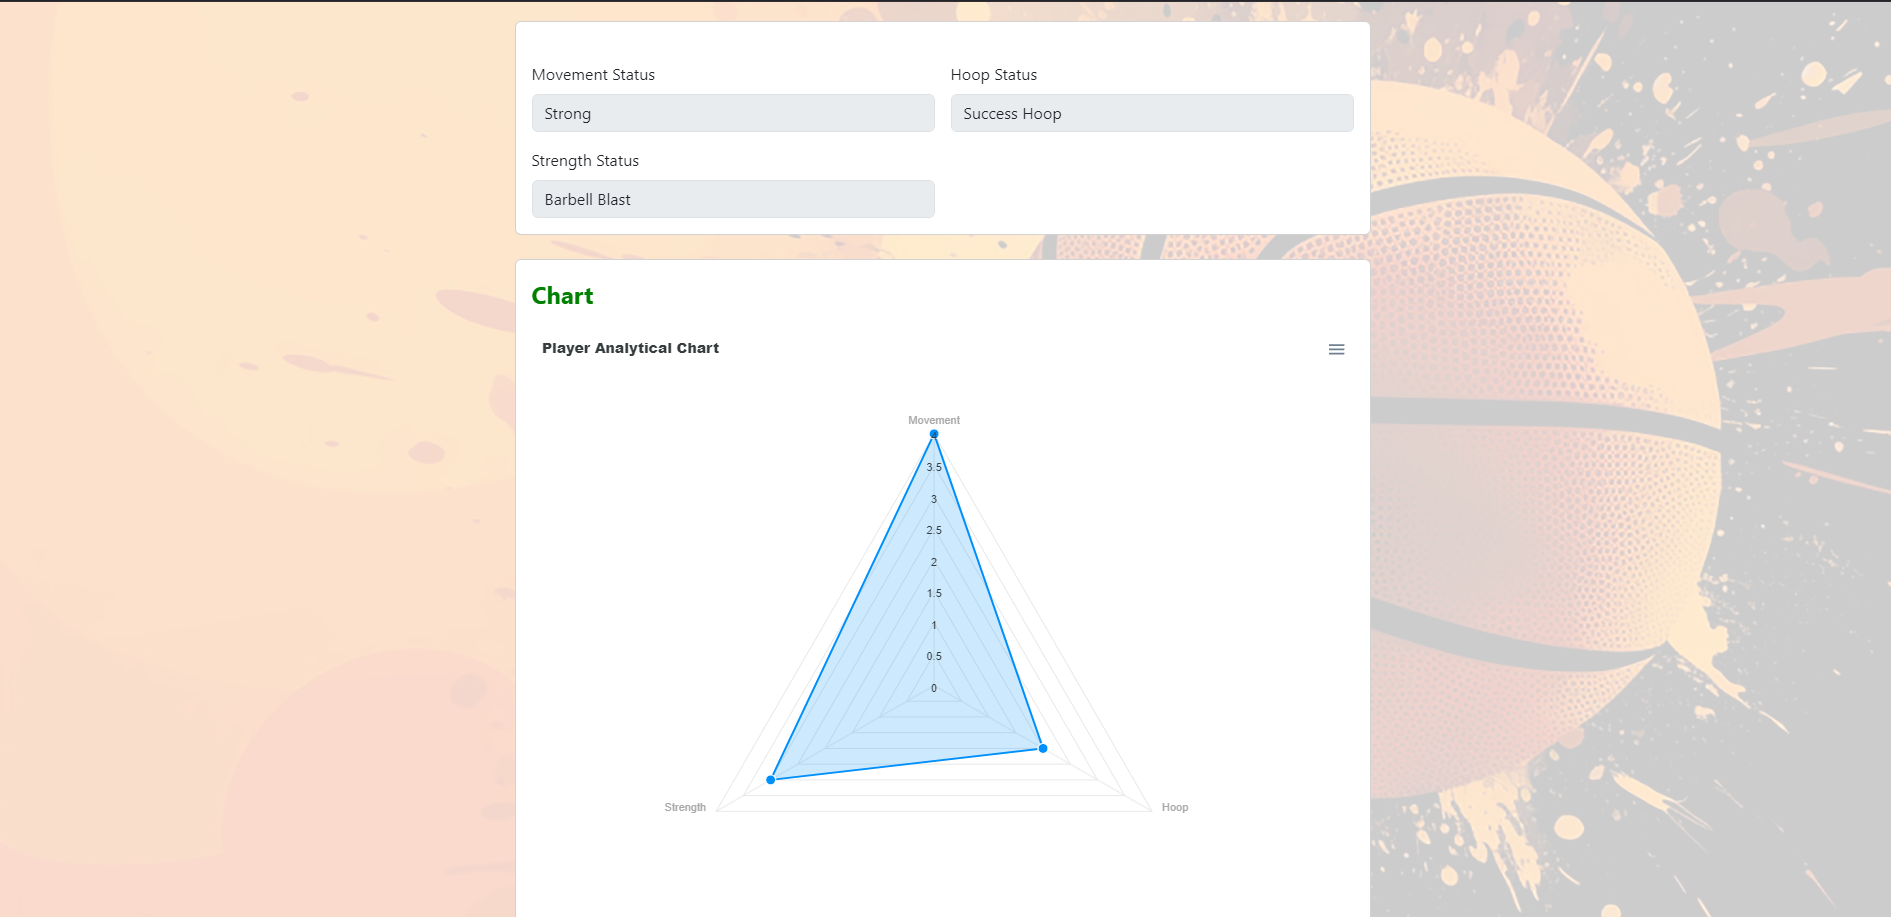 Movement Status
Hoop Status
Strong
Success Hoop
Strength Status
Barbell Blast
Chart
Player Analytical Chart
Movement
4
3.5
3
2.5
2
1.5
1
0.5
0
Strength
Hoop